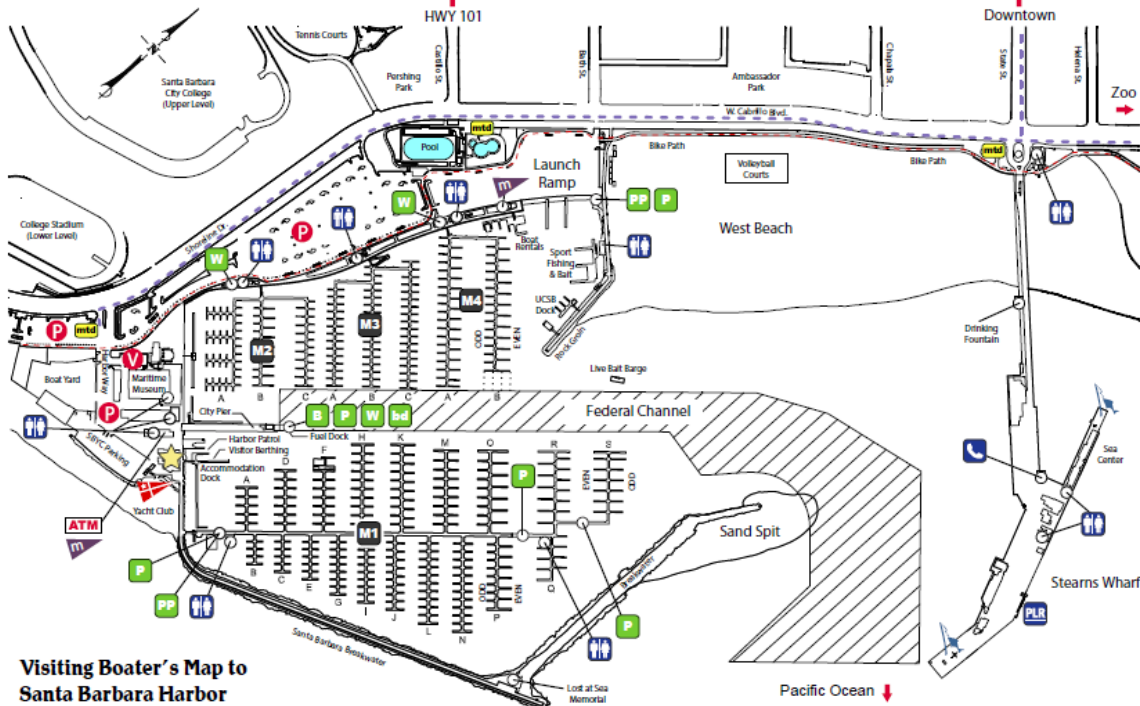 HWY 101
Downtown
Tennis Courts
Castillo St.
Bath St.
Chapala St.
State St.
Helena St.
Santa Barbara
City College
(Upper Level)
Pershing
Park
Ambassador
Park
Zoo
W. Cabrillo Blvd.
mtd
Pool
Bike Path
Bike Path
mtd
Launch
Ramp
Volleyball
Courts
m
W
PP
P
College Stadium
(Lower Level)
Shoreline Dr.
P
Boat
Rentals
West Beach
Sport
Fishing
& Bait
W
M4
UCSB
Dock
M3
ODD
EVEN
Rock Groin
Drinking
Fountain
P
mtd
M2
V
Harbor Way
Maritime
Museum
Boat Yard
Live Bait Barge
A
B
C
A
B
C
A
B
P
City Pier
B
P
W
bd
Federal Channel
Fuel Dock
SBYC Parking
Harbor Patrol
Visitor Berthing
Accommodation
Dock
H
K
M
O
R
S
D
F
A
P
EVEN
ODD
Sea
Center
Yacht Club
ATM
m
M1
Sand Spit
P
B
C
E
G
I
J
L
N
ODD
EVEN
P
Q
Breakwater
PP
P
Stearns Wharf
PLR
Santa Barbara Breakwater
Visiting Boater's Map to
Santa Barbara Harbor
Lost at Sea
Memorial
Pacific Ocean